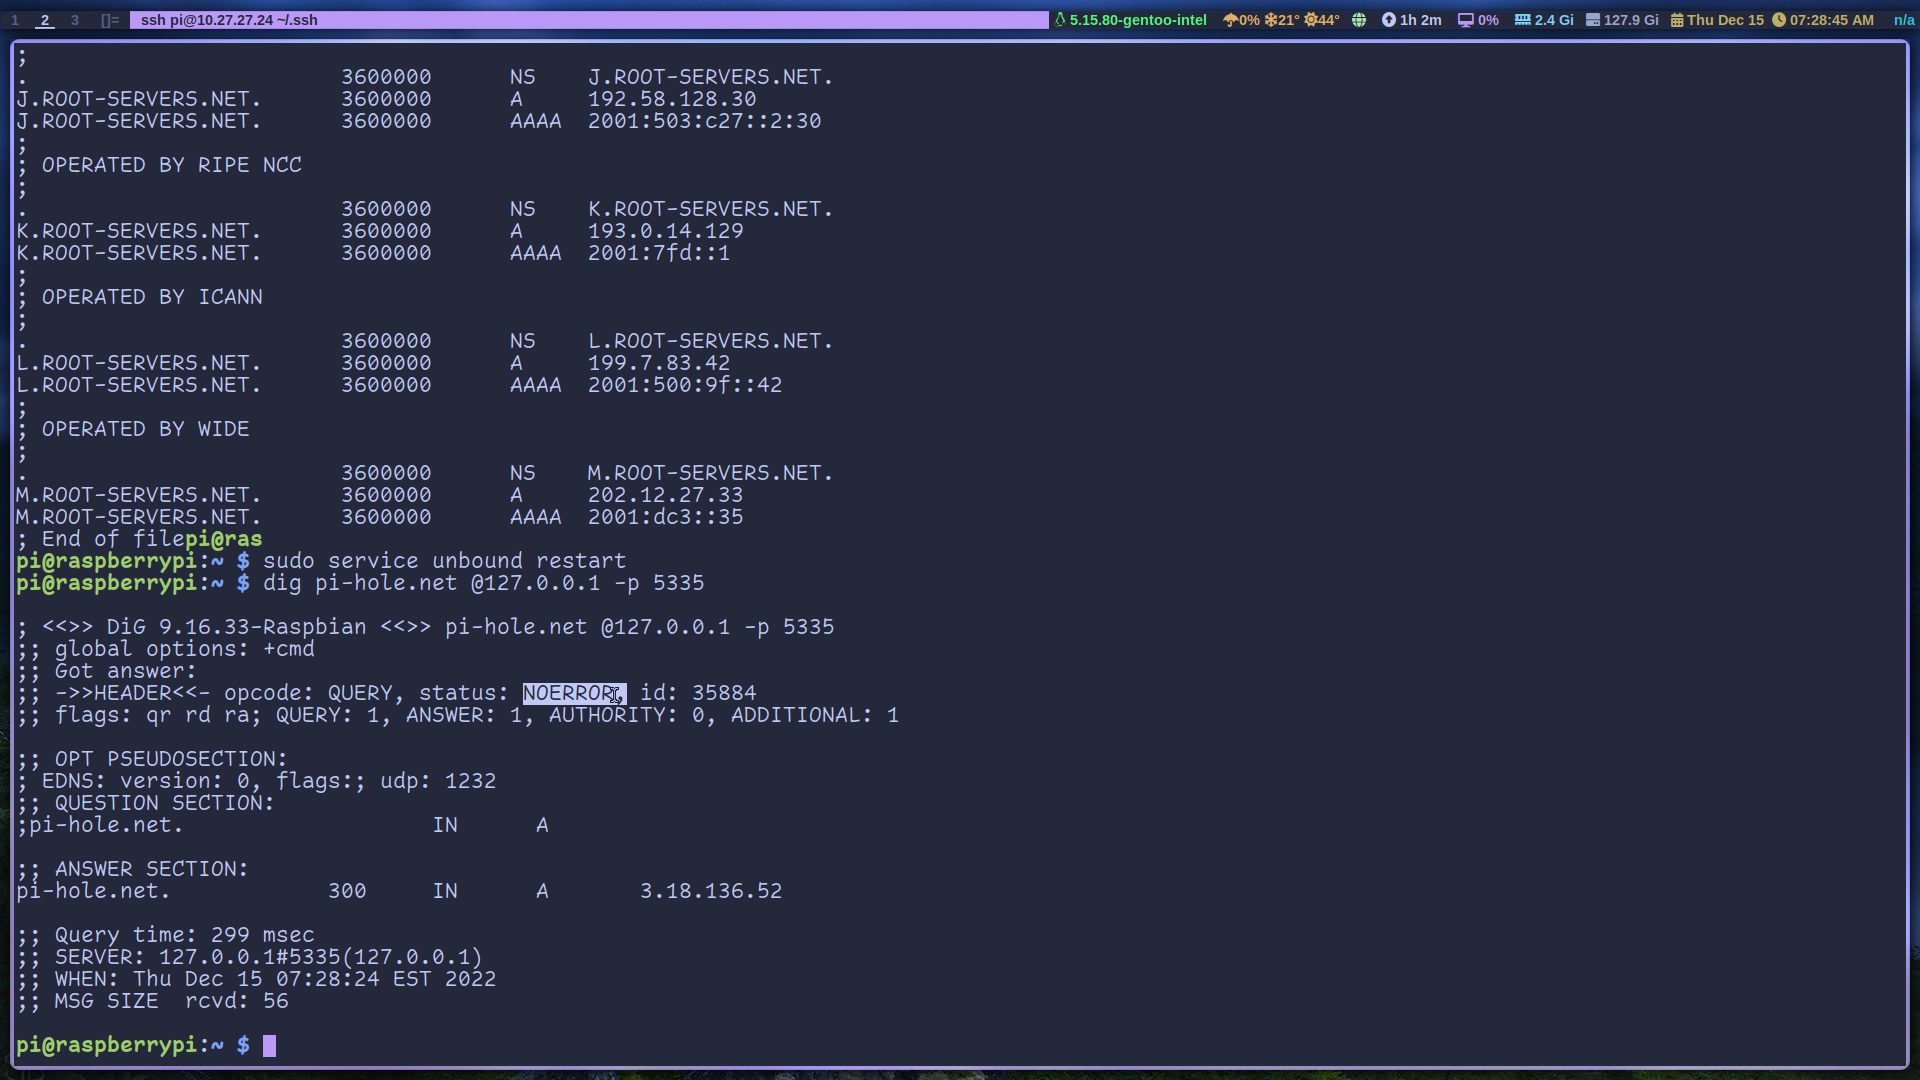 1 2 3 []= ssh pi@10.27.27.24 ~/.ssh 5.15.80-gentoo-intel 0% 21° 44° 1h 2m 0% 2.4 Gi 127.9 Gi Thu Dec 15 07:28:45 AM n/a
;
. 3600000 NS J.ROOT-SERVERS.NET.
J.ROOT-SERVERS.NET. 3600000 A 192.58.128.30
J.ROOT-SERVERS.NET. 3600000 AAAA 2001:503:c27::2:30
;
; OPERATED BY RIPE NCC
;
. 3600000 NS K.ROOT-SERVERS.NET.
K.ROOT-SERVERS.NET. 3600000 A 193.0.14.129
K.ROOT-SERVERS.NET. 3600000 AAAA 2001:7fd::1
;
; OPERATED BY ICANN
;
. 3600000 NS L.ROOT-SERVERS.NET.
L.ROOT-SERVERS.NET. 3600000 A 199.7.83.42
L.ROOT-SERVERS.NET. 3600000 AAAA 2001:500:9f::42
;
; OPERATED BY WIDE
;
. 3600000 NS M.ROOT-SERVERS.NET.
M.ROOT-SERVERS.NET. 3600000 A 202.12.27.33
M.ROOT-SERVERS.NET. 3600000 AAAA 2001:dc3::35
; End of filepi@ras
pi@raspberrypi:~ $ sudo service unbound restart
pi@raspberrypi:~ $ dig pi-hole.net @127.0.0.1 -p 5335
; <<>> DiG 9.16.33-Raspbian <<>> pi-hole.net @127.0.0.1 -p 5335
;; global options: +cmd
;; Got answer:
;; ->>HEADER<<- opcode: QUERY, status: NOERROR, id: 35884
;; flags: qr rd ra; QUERY: 1, ANSWER: 1, AUTHORITY: 0, ADDITIONAL: 1
;; OPT PSEUDOSECTION:
; EDNS: version: 0, flags:; udp: 1232
;; QUESTION SECTION:
;pi-hole.net. IN A
;; ANSWER SECTION:
pi-hole.net. 300 IN A 3.18.136.52
;; Query time: 299 msec
;; SERVER: 127.0.0.1#5335(127.0.0.1)
;; WHEN: Thu Dec 15 07:28:24 EST 2022
;; MSG SIZE rcvd: 56
pi@raspberrypi:~ $